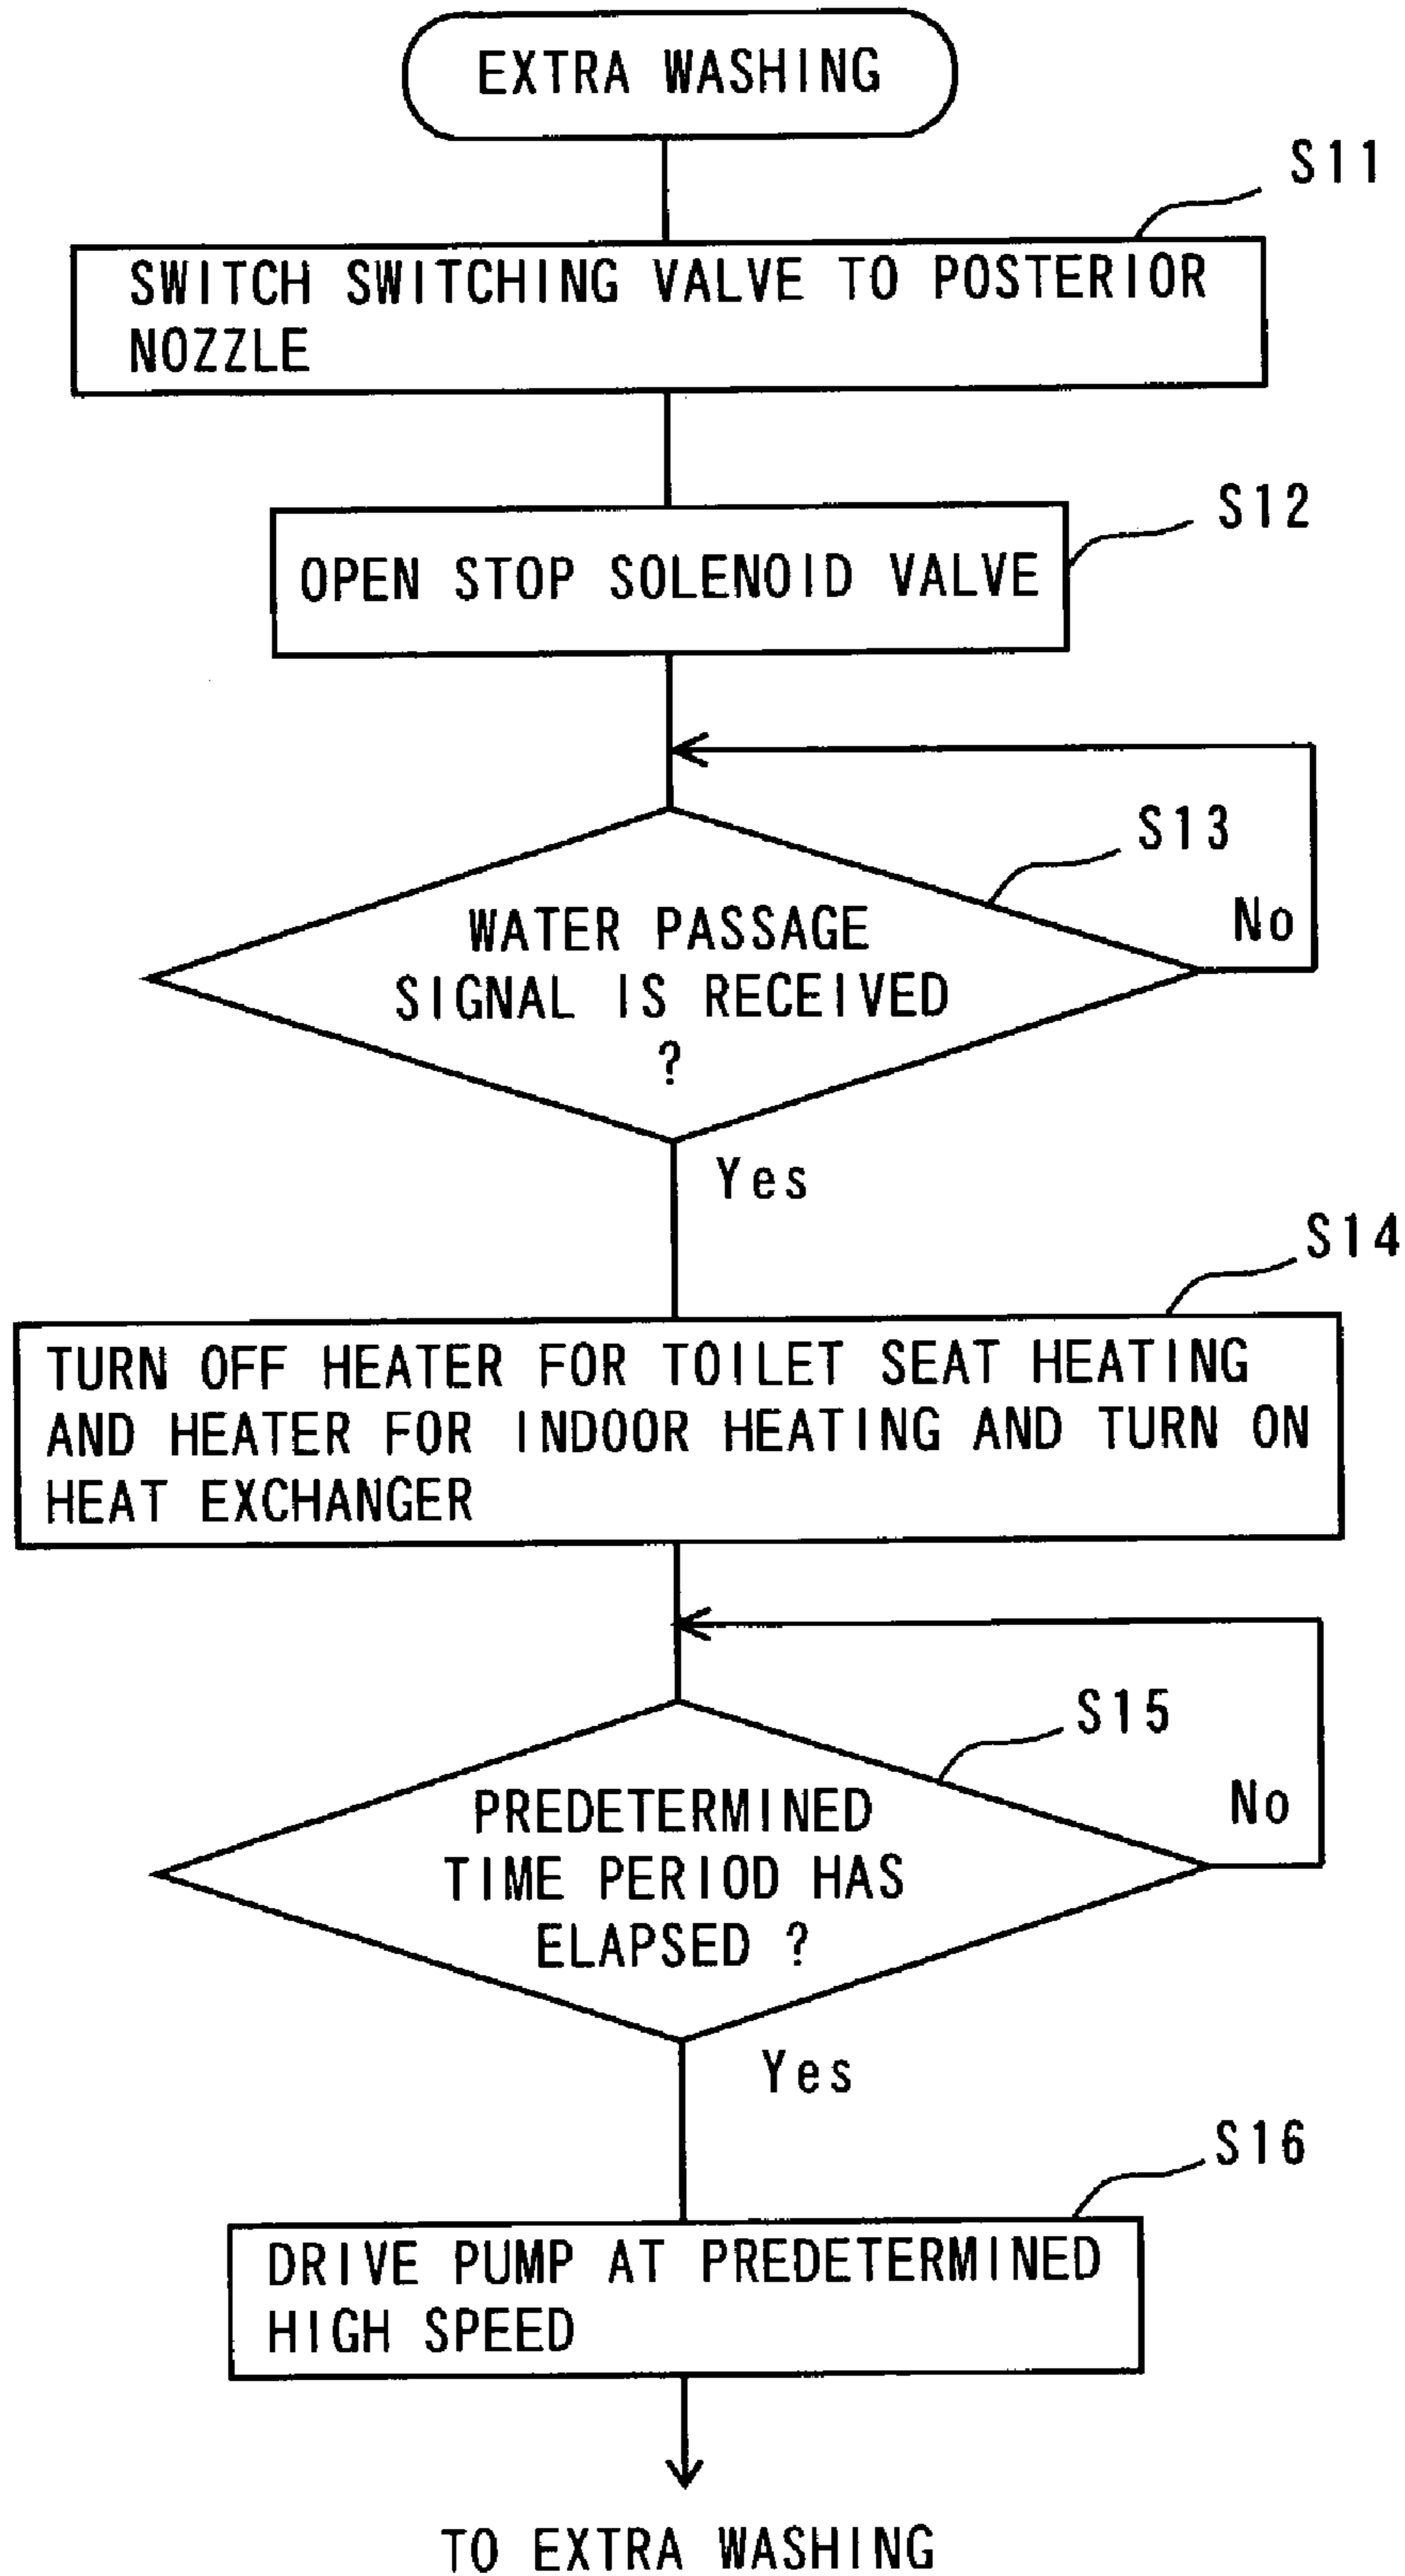 EXTRA WASHING
S11
SWITCH SWITCHING VALVE TO POSTERIOR
NOZZLE
S12
OPEN STOP SOLENOID VALVE
S13
No
WATER PASSAGE
SIGNAL IS RECEIVED
?
Yes
S14
TURN OFF HEATER FOR TOILET SEAT HEATING
AND HEATER FOR INDOOR HEATING AND TURN ON
HEAT EXCHANGER
S15
No
PREDETERMINED
TIME PERIOD HAS
ELAPSED ?
Yes
S16
DRIVE PUMP AT PREDETERMINED
HIGH SPEED
TO EXTRA WASHING